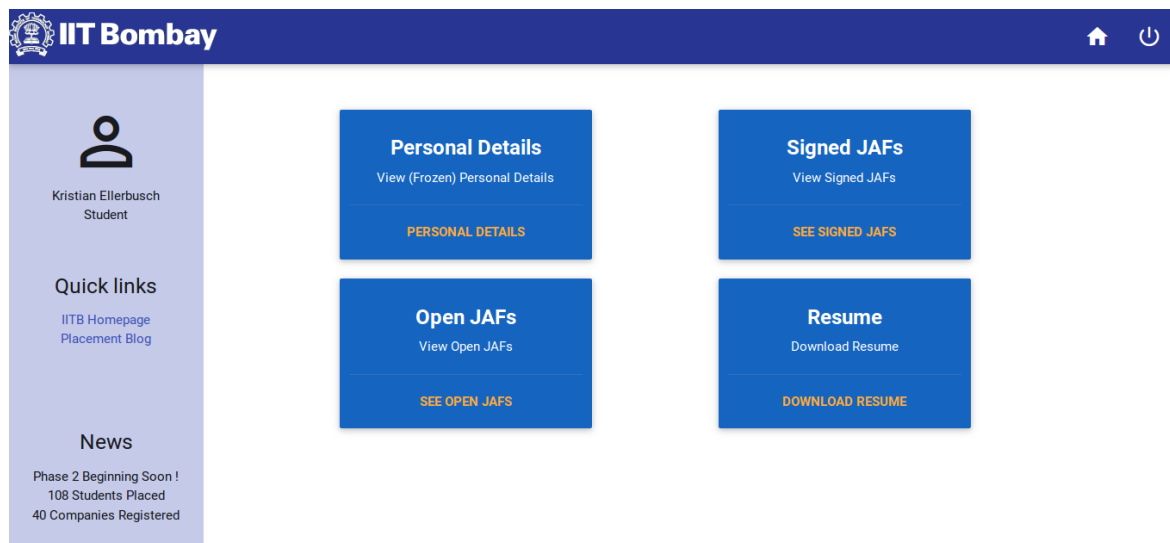 IIT Bombay
Kristian Ellerbusch
Student
Quick links
IITB Homepage
Placement Blog
News
Phase 2 Beginning Soon !
108 Students Placed
40 Companies Registered
Personal Details
View (Frozen) Personal Details
PERSONAL DETAILS
Signed JAFs
View Signed JAFs
SEE SIGNED JAFS
Open JAFs
View Open JAFs
SEE OPEN JAFS
Resume
Download Resume
DOWNLOAD RESUME